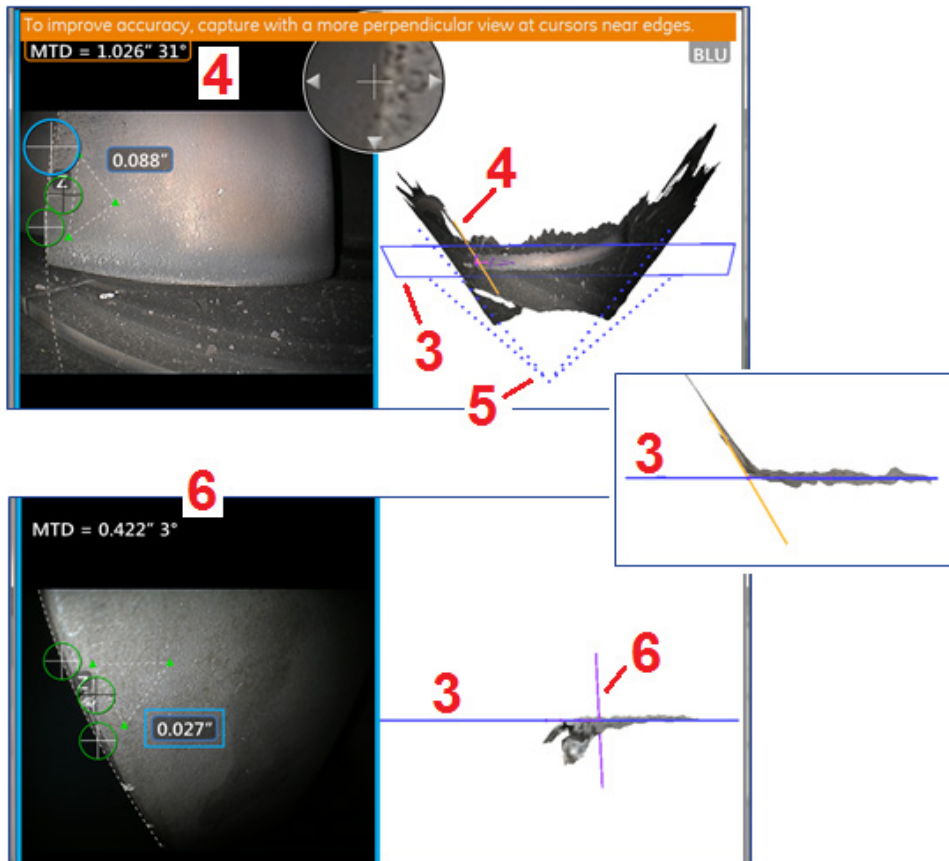 To improve accuracy, capture with a more perpendicular view at cursors near edges.
MTD = 1.026" 31°
4
BLU
0.088"
Z
4
3
5
3
6
MTD = 0.422" 3°
6
3
Z
0.027"